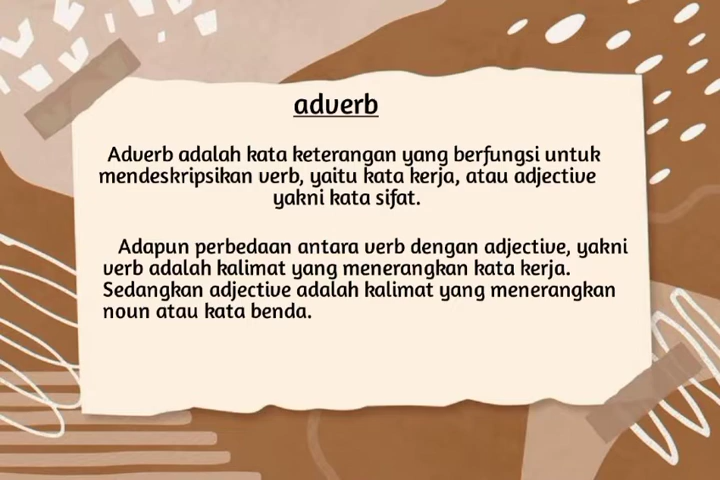 adverb
Adverb adalah kata keterangan yang berfungsi untuk
mendeskripsikan verb, yaitu kata kerja, atau adjective
yakni kata sifat.
Adapun perbedaan antara verb dengan adjective, yakni
verb adalah kalimat yang menerangkan kata kerja.
Sedangkan adjective adalah kalimat yang menerangkan
noun atau kata benda.